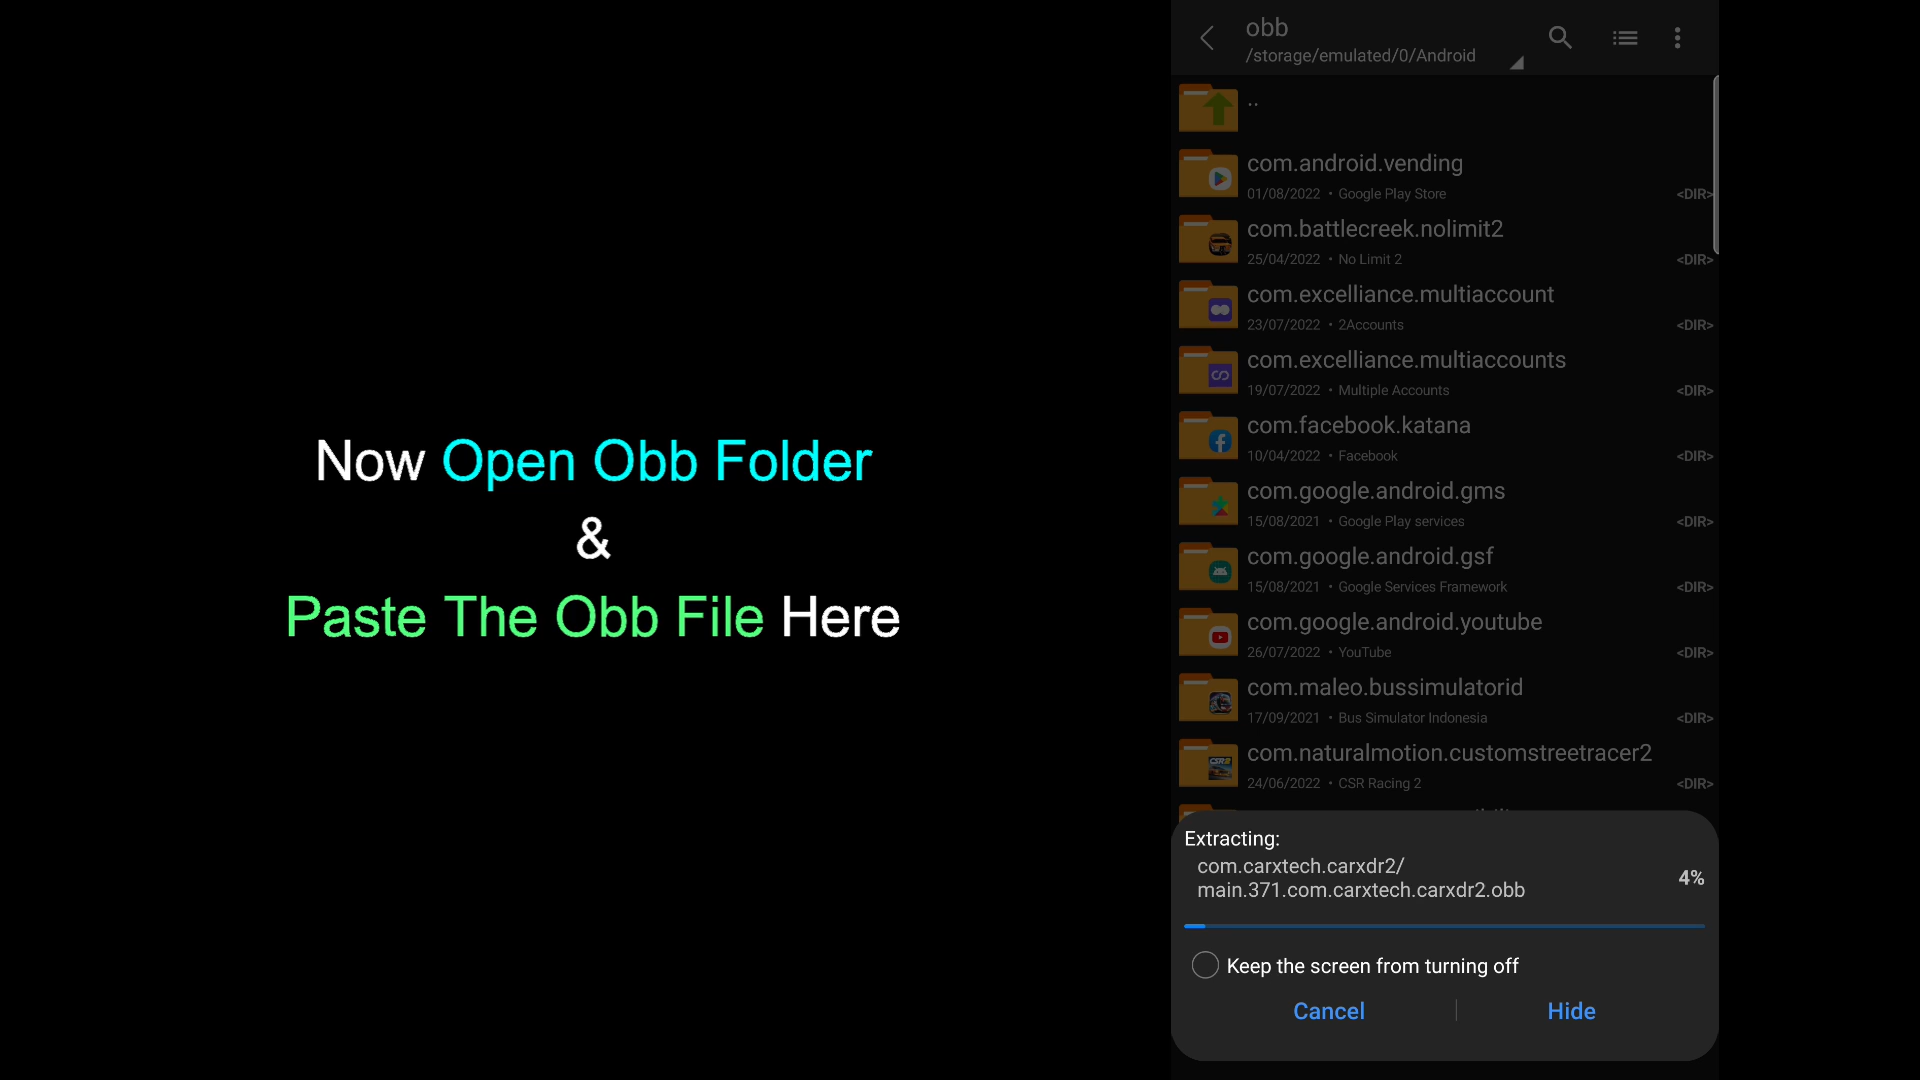 Now Open Obb Folder
&
Paste The Obb File Here
obb
/storage/emulated/0/Android
..
com.android.vending
01/08/2022 • Google Play Store
<DIR>
com.battlecreek.nolimit2
25/04/2022 • No Limit 2
<DIR>
com.excelliance.multiaccount
23/07/2022 • 2Accounts
<DIR>
com.excelliance.multiaccounts
19/07/2022 • Multiple Accounts
<DIR>
com.facebook.katana
10/04/2022 • Facebook
<DIR>
com.google.android.gms
15/08/2021 • Google Play services
<DIR>
com.google.android.gsf
15/08/2021 • Google Services Framework
<DIR>
com.google.android.youtube
26/07/2022 • YouTube
<DIR>
com.maleo.bussimulatorid
17/09/2021 • Bus Simulator Indonesia
<DIR>
com.naturalmotion.customstreetracer2
24/06/2022 • CSR Racing 2
<DIR>
Extracting:
com.carxtech.carxdr2/
main.371.com.carxtech.carxdr2.obb
4%
Keep the screen from turning off
Cancel
Hide